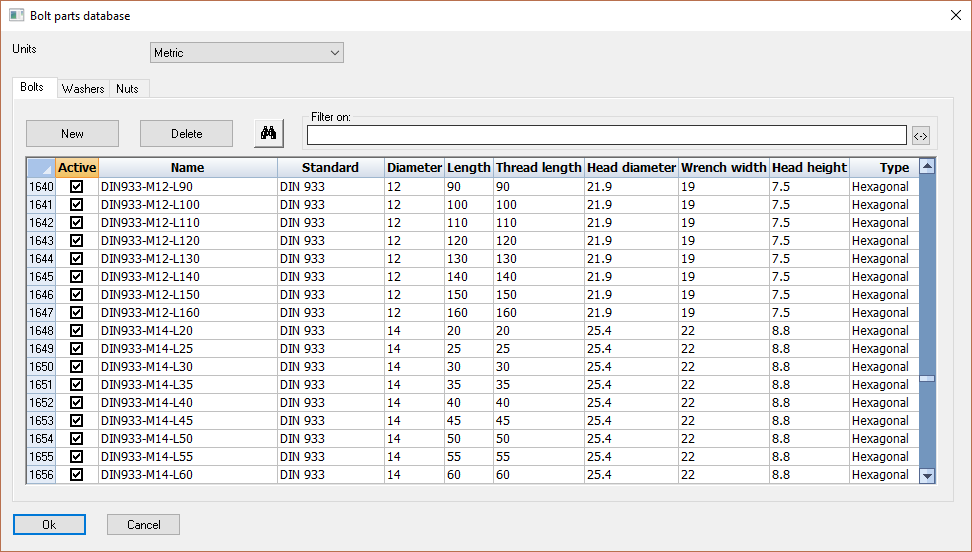 Bolt parts database
Units
Metric
Bolts Washers Nuts
Filter on:
New Delete <->
Active Name Standard Diameter Length Thread length Head diameter Wrench width Head height Type
1640 DIN933-M12-L90 DIN 933 12 90 90 21.9 19 7.5 Hexagonal
1641 DIN933-M12-L100 DIN 933 12 100 100 21.9 19 7.5 Hexagonal
1642 DIN933-M12-L110 DIN 933 12 110 110 21.9 19 7.5 Hexagonal
1643 DIN933-M12-L120 DIN 933 12 120 120 21.9 19 7.5 Hexagonal
1644 DIN933-M12-L130 DIN 933 12 130 130 21.9 19 7.5 Hexagonal
1645 DIN933-M12-L140 DIN 933 12 140 140 21.9 19 7.5 Hexagonal
1646 DIN933-M12-L150 DIN 933 12 150 150 21.9 19 7.5 Hexagonal
1647 DIN933-M12-L160 DIN 933 12 160 160 21.9 19 7.5 Hexagonal
1648 DIN933-M14-L20 DIN 933 14 20 20 25.4 22 8.8 Hexagonal
1649 DIN933-M14-L25 DIN 933 14 25 25 25.4 22 8.8 Hexagonal
1650 DIN933-M14-L30 DIN 933 14 30 30 25.4 22 8.8 Hexagonal
1651 DIN933-M14-L35 DIN 933 14 35 35 25.4 22 8.8 Hexagonal
1652 DIN933-M14-L40 DIN 933 14 40 40 25.4 22 8.8 Hexagonal
1653 DIN933-M14-L45 DIN 933 14 45 45 25.4 22 8.8 Hexagonal
1654 DIN933-M14-L50 DIN 933 14 50 50 25.4 22 8.8 Hexagonal
1655 DIN933-M14-L55 DIN 933 14 55 55 25.4 22 8.8 Hexagonal
1656 DIN933-M14-L60 DIN 933 14 60 60 25.4 22 8.8 Hexagonal
Ok Cancel